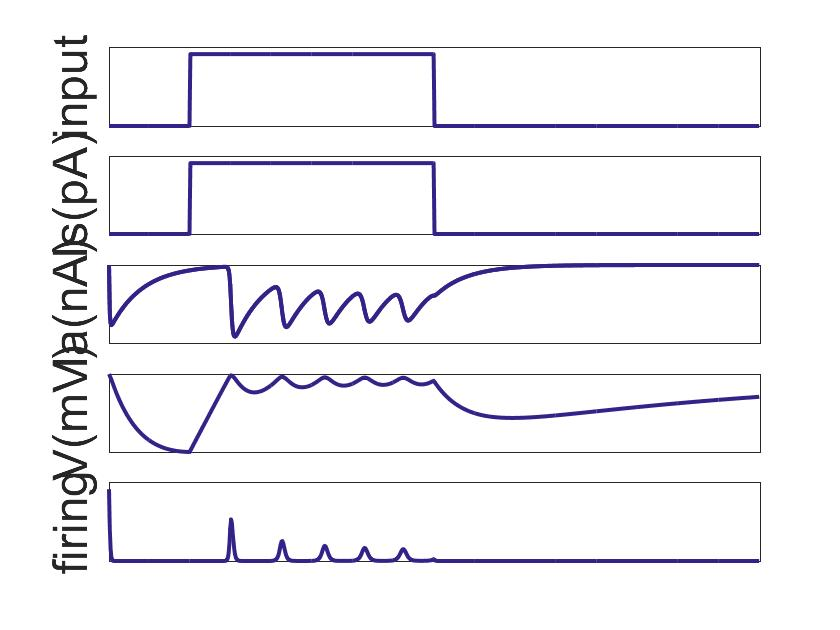 input
Is(pA)
Ia(nA)
V(mV)
firing